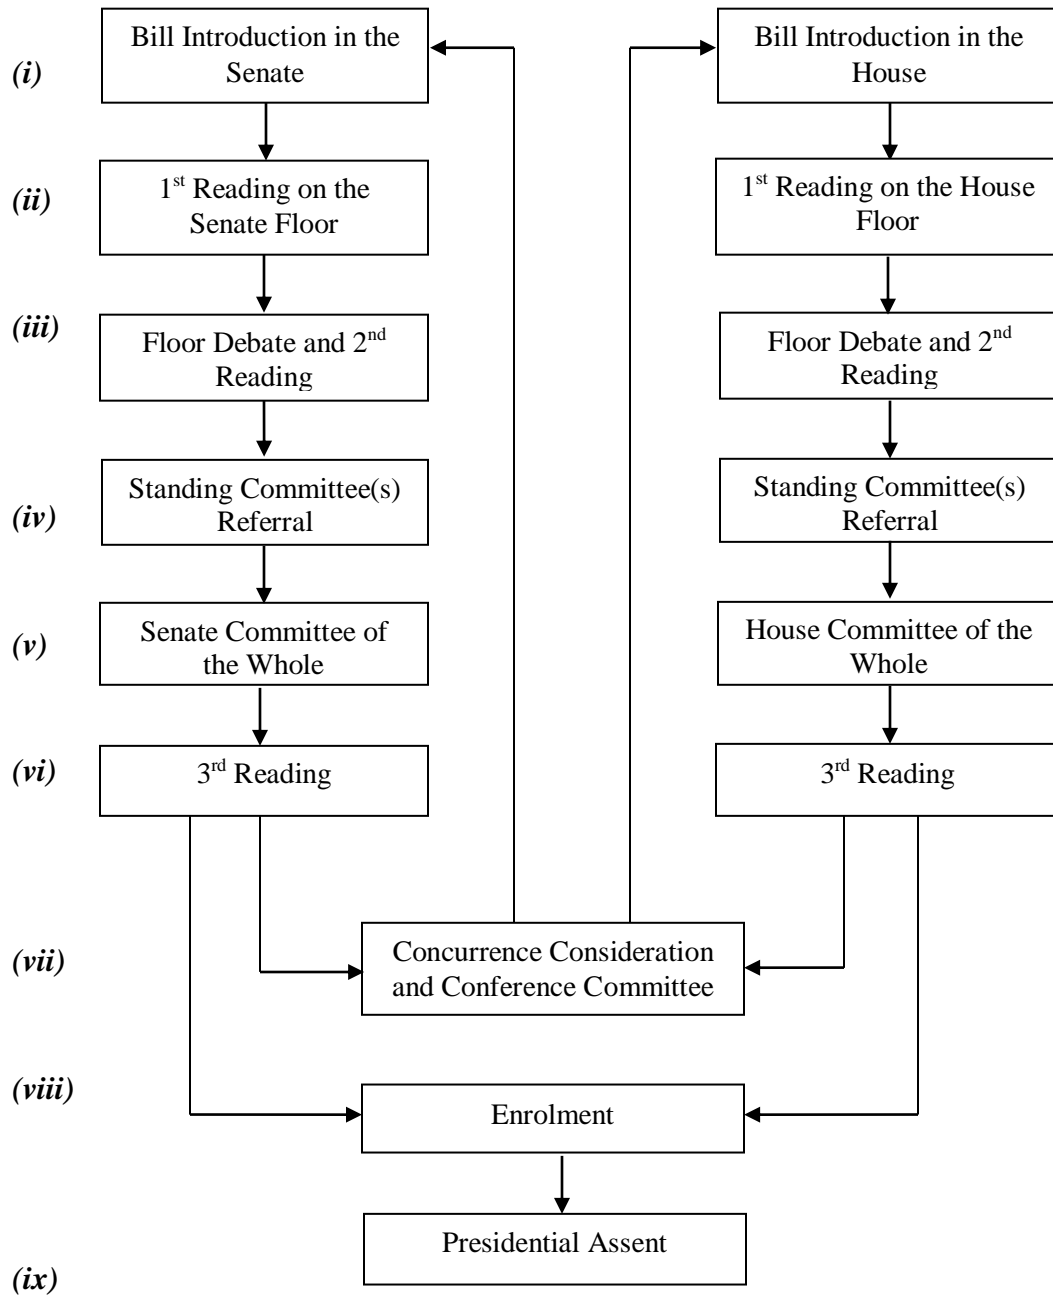 (i)
Bill Introduction in the
Senate
Bill Introduction in the
House
(ii)
1st Reading on the
Senate Floor
1st Reading on the House
Floor
(iii)
Floor Debate and 2nd
Reading
Floor Debate and 2nd
Reading
(iv)
Standing Committee(s)
Referral
Standing Committee(s)
Referral
(v)
Senate Committee of
the Whole
House Committee of the
Whole
(vi)
3rd Reading
3rd Reading
(vii)
Concurrence Consideration
and Conference Committee
(viii)
Enrolment
Presidential Assent
(ix)